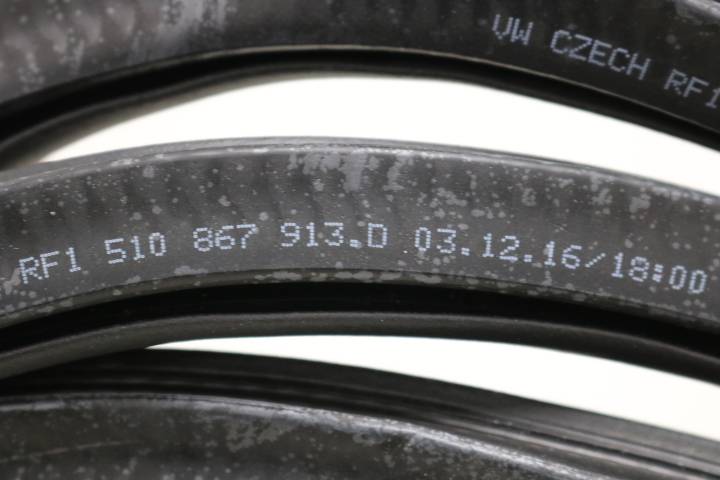 VW CZECH RF1
RF1 510 867 913.D 03.12.16/18:00